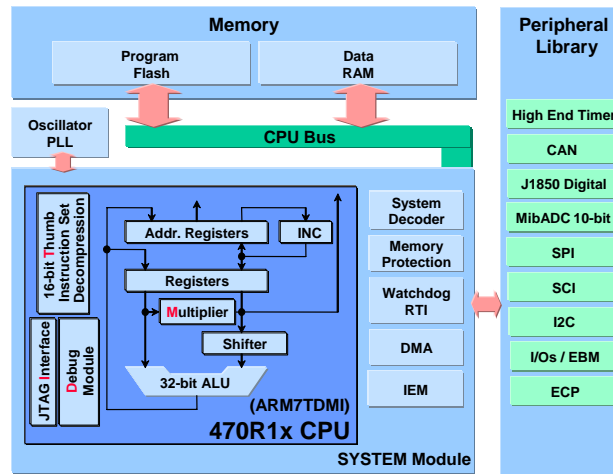 Memory
Program
Flash
Data
RAM
Peripheral
Library
Oscillator
PLL
CPU Bus
High End Timer
CAN
J1850 Digital
MibADC 10-bit
SPI
SCI
I2C
I/Os / EBM
ECP
16-bit Thumb
Instruction Set
Decompression
JTAG Interface
Debug
Module
Addr. Registers
INC
Registers
Multiplier
Shifter
32-bit ALU
(ARM7TDMI)
470R1x CPU
System
Decoder
Memory
Protection
Watchdog
RTI
DMA
IEM
SYSTEM Module